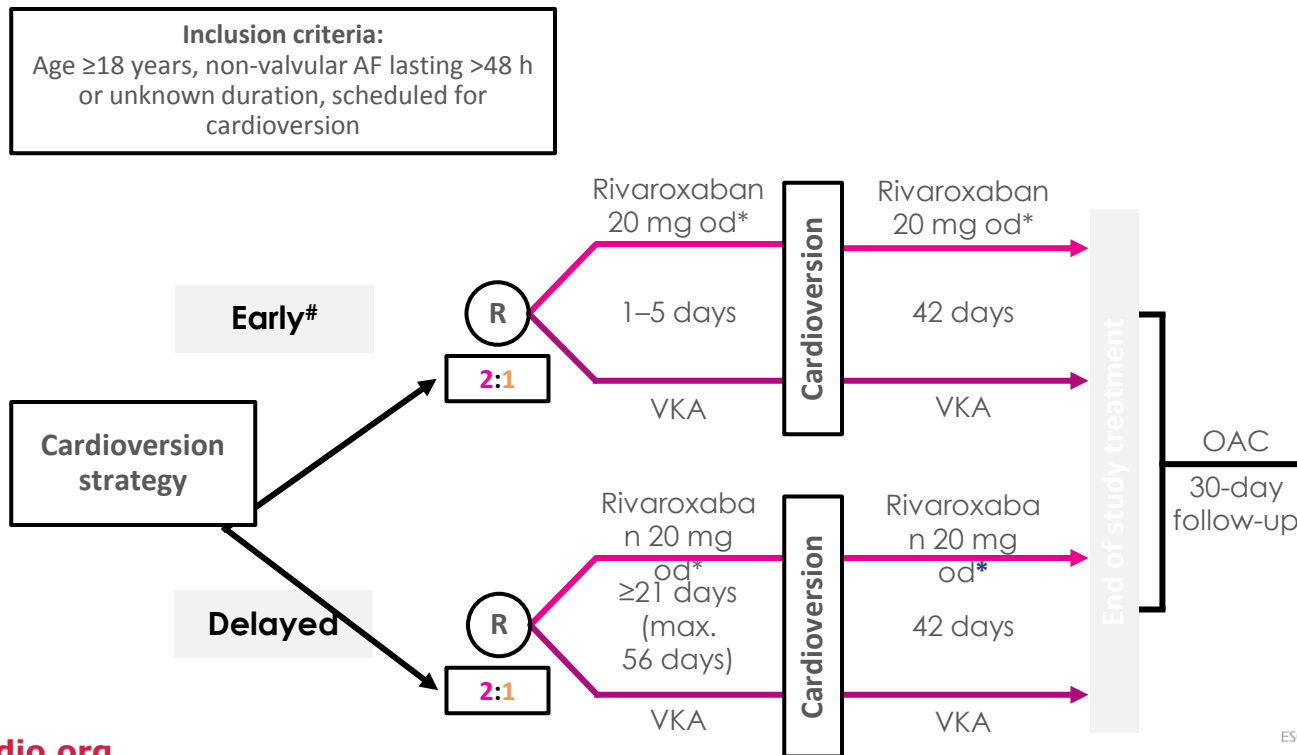 Inclusion criteria:
Age ≥18 years, non-valvular AF lasting >48 h
or unknown duration, scheduled for
cardioversion
Rivaroxaban
20 mg od*
Cardioversion
Rivaroxaban
20 mg od*
Early#
R
1–5 days
42 days
2:1
VKA
VKA
Cardioversion
strategy
End of study treatment
OAC
30-day
follow-up
Rivaroxaba
n 20 mg
od*
Cardioversion
Rivaroxaba
n 20 mg
od*
Delayed
R
≥21 days
(max.
56 days)
42 days
2:1
VKA
VKA
dio.org
ES